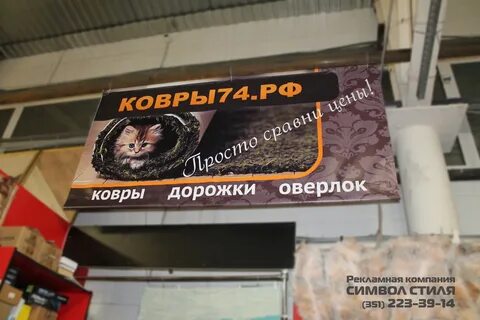 КОВРЫ74.РФ
Просто сравни цены!
ковры дорожки оверлок
Рекламная компания
СИМВОЛ СТИЛЯ
(351) 223-39-14